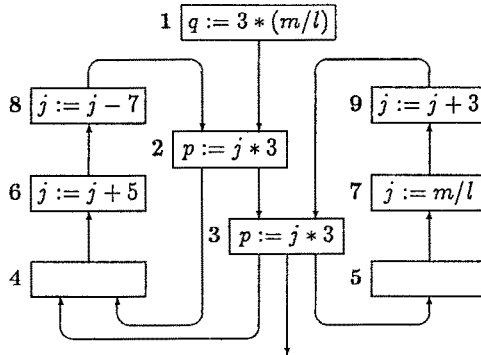 1 q := 3 * (m/l)
8 j := j − 7
9 j := j + 3
2 p := j * 3
6 j := j + 5
7 j := m/l
3 p := j * 3
4
5